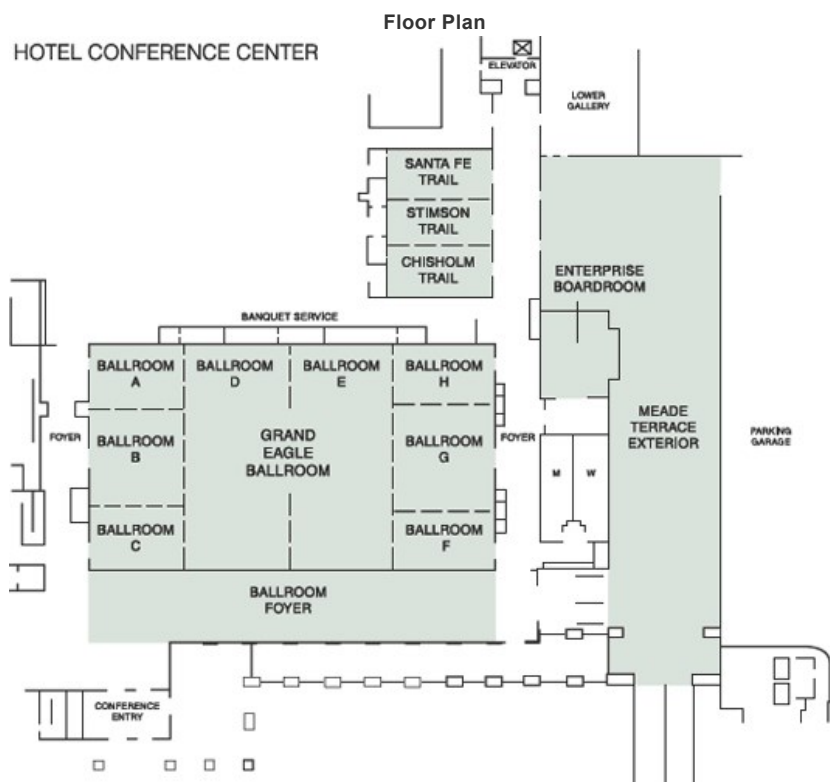 Floor Plan
HOTEL CONFERENCE CENTER
ELEVATOR
LOWER
GALLERY
SANTA FE
TRAIL
STIMSON
TRAIL
CHISHOLM
TRAIL
ENTERPRISE
BOARDROOM
BANQUET SERVICE
BALLROOM
A
BALLROOM
D
BALLROOM
E
BALLROOM
H
FOYER
BALLROOM
B
GRAND
EAGLE
BALLROOM
BALLROOM
G
FOYER
MEADE
TERRACE
EXTERIOR
PARKING
GARAGE
M
W
BALLROOM
C
BALLROOM
F
BALLROOM
FOYER
CONFERENCE
ENTRY